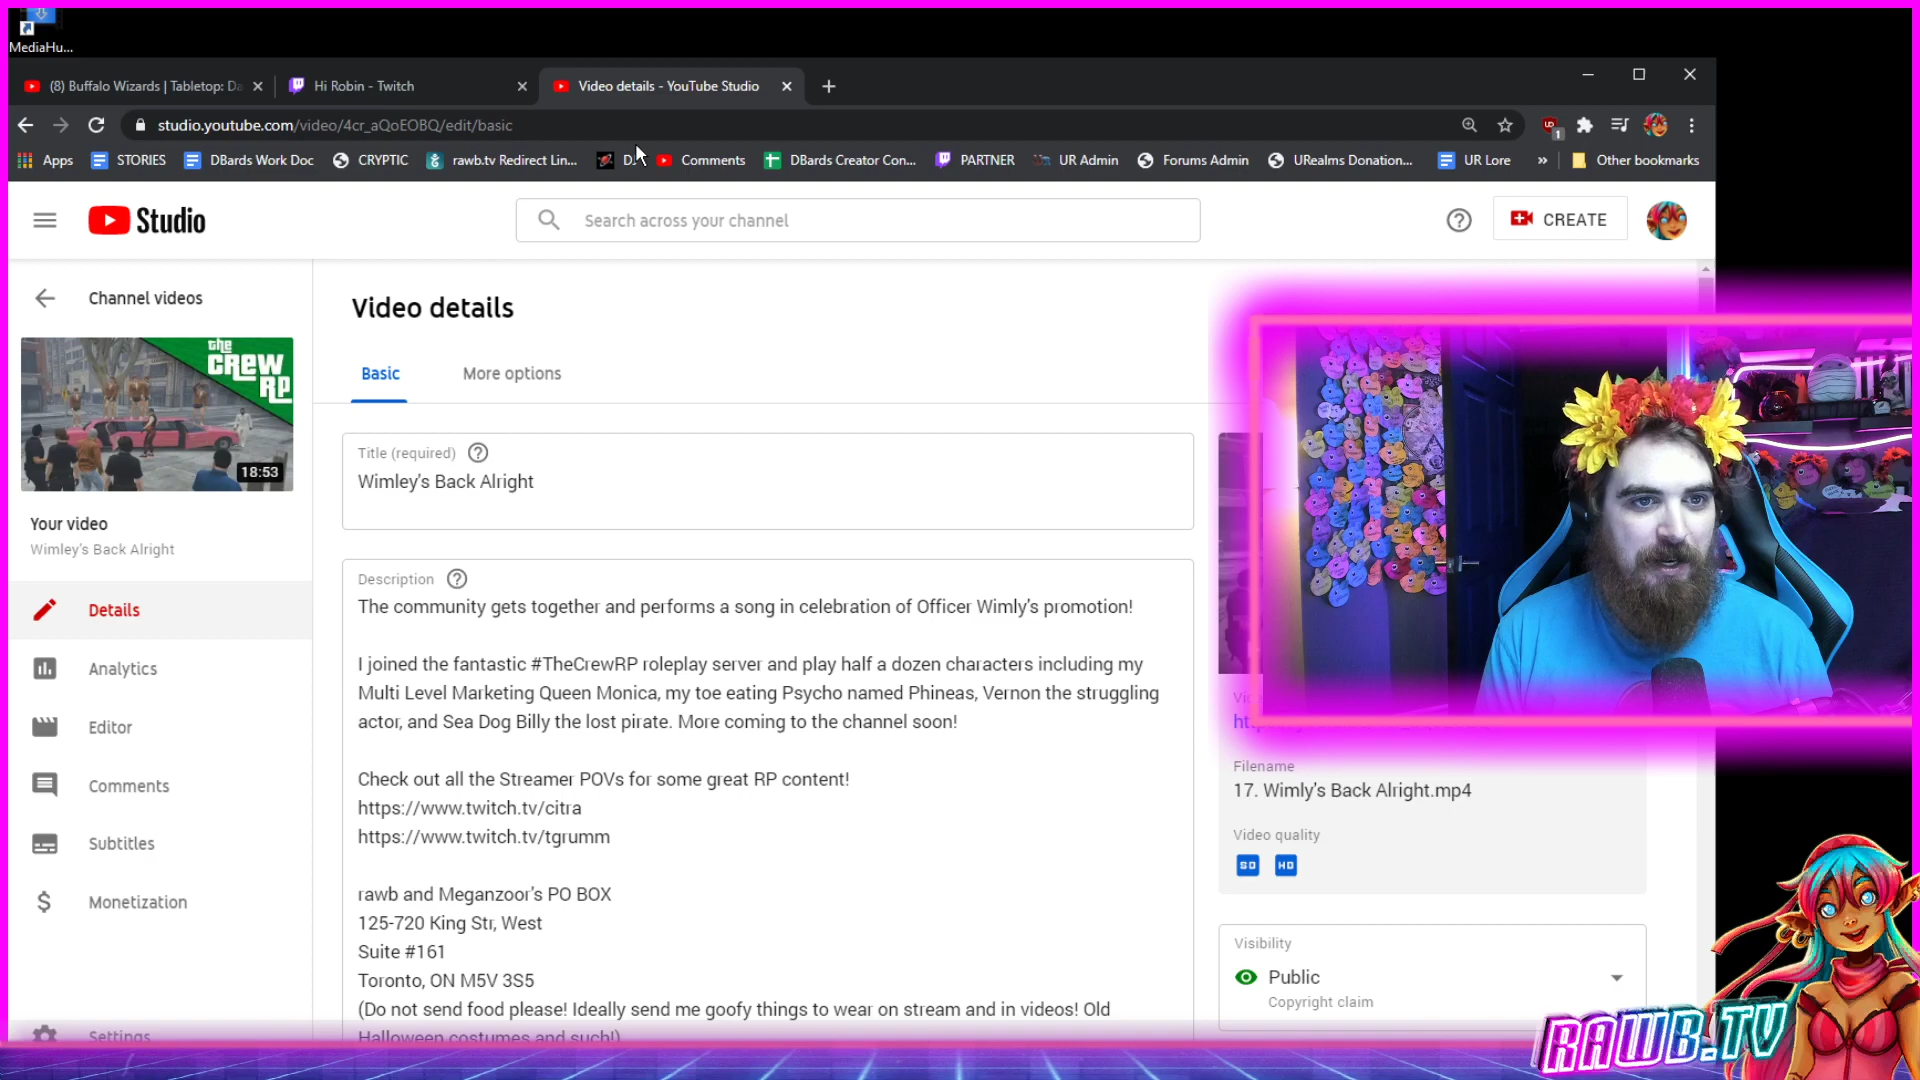 MediaHu...
(8) Buffalo Wizards | Tabletop: Da
Hi Robin - Twitch
Video details - YouTube Studio
studio.youtube.com/video/4cr_aQoEOBQ/edit/basic
Apps
STORIES
DBards Work Doc
CRYPTIC
rawb.tv Redirect Lin...
Comments
DBards Creator Con...
PARTNER
UR Admin
Forums Admin
URealms Donation...
UR Lore
»
Other bookmarks
Studio
Search across your channel
CREATE
Channel videos
the CREW RP
18:53
Your video
Wimley's Back Alright
Details
Analytics
Editor
Comments
Subtitles
Monetization
Settings
Video details
Basic
More options
Title (required)
Wimley's Back Alright
Description
The community gets together and performs a song in celebration of Officer Wimly's promotion!
I joined the fantastic #TheCrewRP roleplay server and play half a dozen characters including my
Multi Level Marketing Queen Monica, my toe eating Psycho named Phineas, Vernon the struggling
actor, and Sea Dog Billy the lost pirate. More coming to the channel soon!
Check out all the Streamer POVs for some great RP content!
https://www.twitch.tv/citra
https://www.twitch.tv/tgrumm
rawb and Meganzoor's PO BOX
125-720 King Str, West
Suite #161
Toronto, ON M5V 3S5
(Do not send food please! Ideally send me goofy things to wear on stream and in videos! Old
Halloween costumes and such!)
Filename
17. Wimly's Back Alright.mp4
Video quality
SD
HD
Visibility
Public
Copyright claim
RAWB.TV